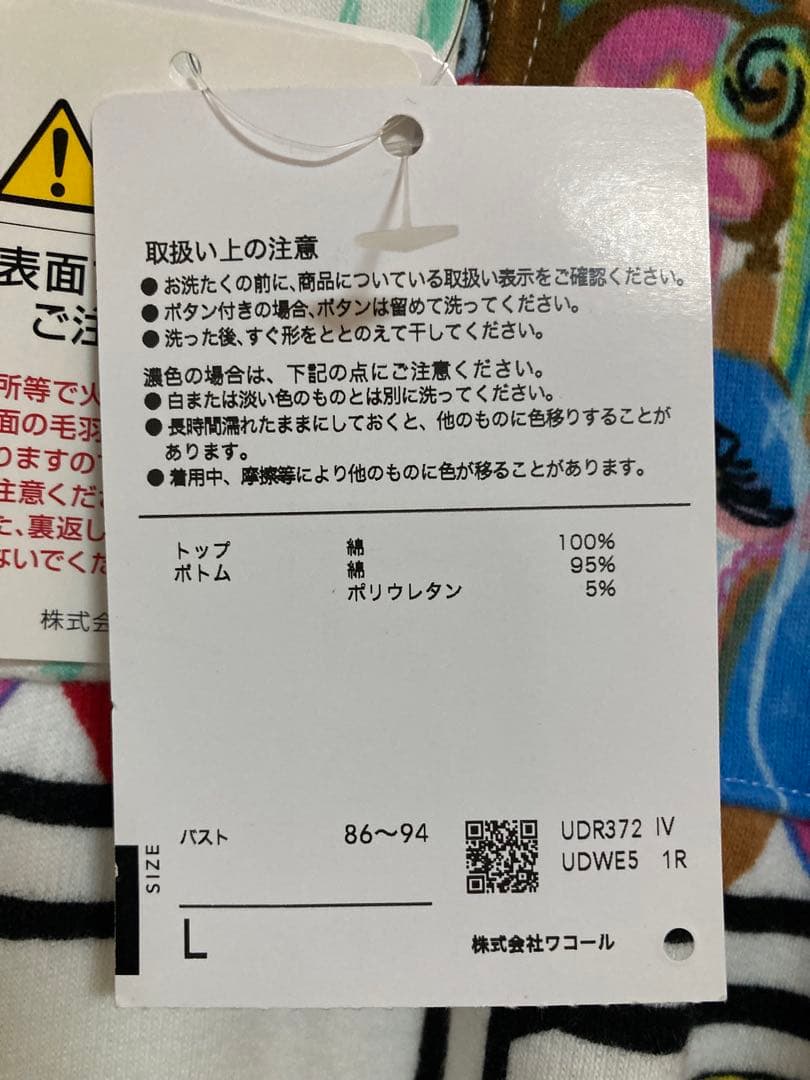 取扱い上の注意
●お洗たくの前に、商品についている取扱い表示をご確認ください。
●ボタン付きの場合、ボタンは留めて洗ってください。
●洗った後、すぐ形をととのえて干してください。
濃色の場合は、下記の点にご注意ください。
●白または淡い色のものとは別に洗ってください。
●長時間濡れたままにしておくと、他のものに色移りすることが
あります。
●着用中、摩擦等により他のものに色が移ることがあります。
トップ 綿 100%
ボトム 綿 95%
ポリウレタン 5%
SIZE
バスト 86〜94
L
UDR372 IV
UDWE5 1R
株式会社ワコール
表面
ご注
所等で火
面の毛羽
りますので
注意くださ
た、裏返し
ないでくだ
株式会